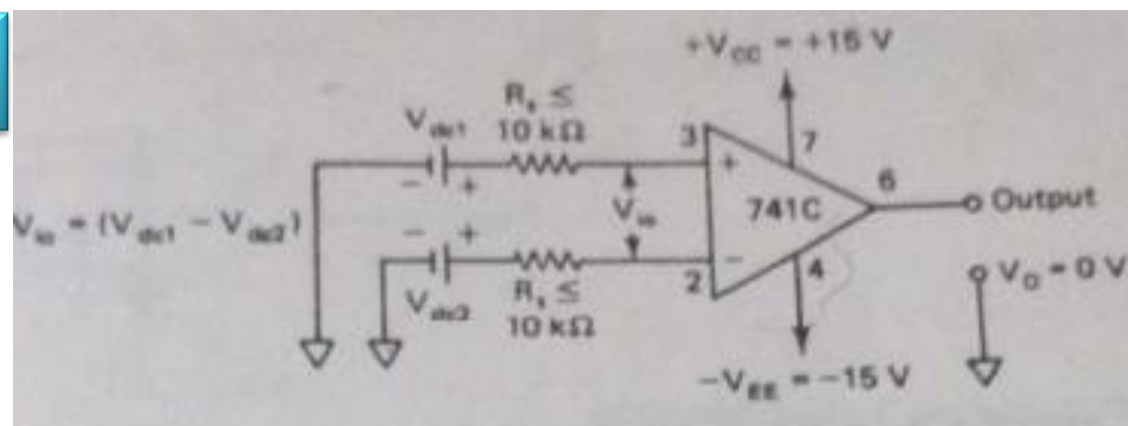 +V_CC = +15 V
R_s ≤
10 kΩ
V_dc1
3
+
7
- +
6
V_io = (V_dc1 - V_dc2)
V_io
741C
Output
- +
-
2
4
V_O = 0 V
V_dc2
R_s ≤
10 kΩ
-V_EE = -15 V